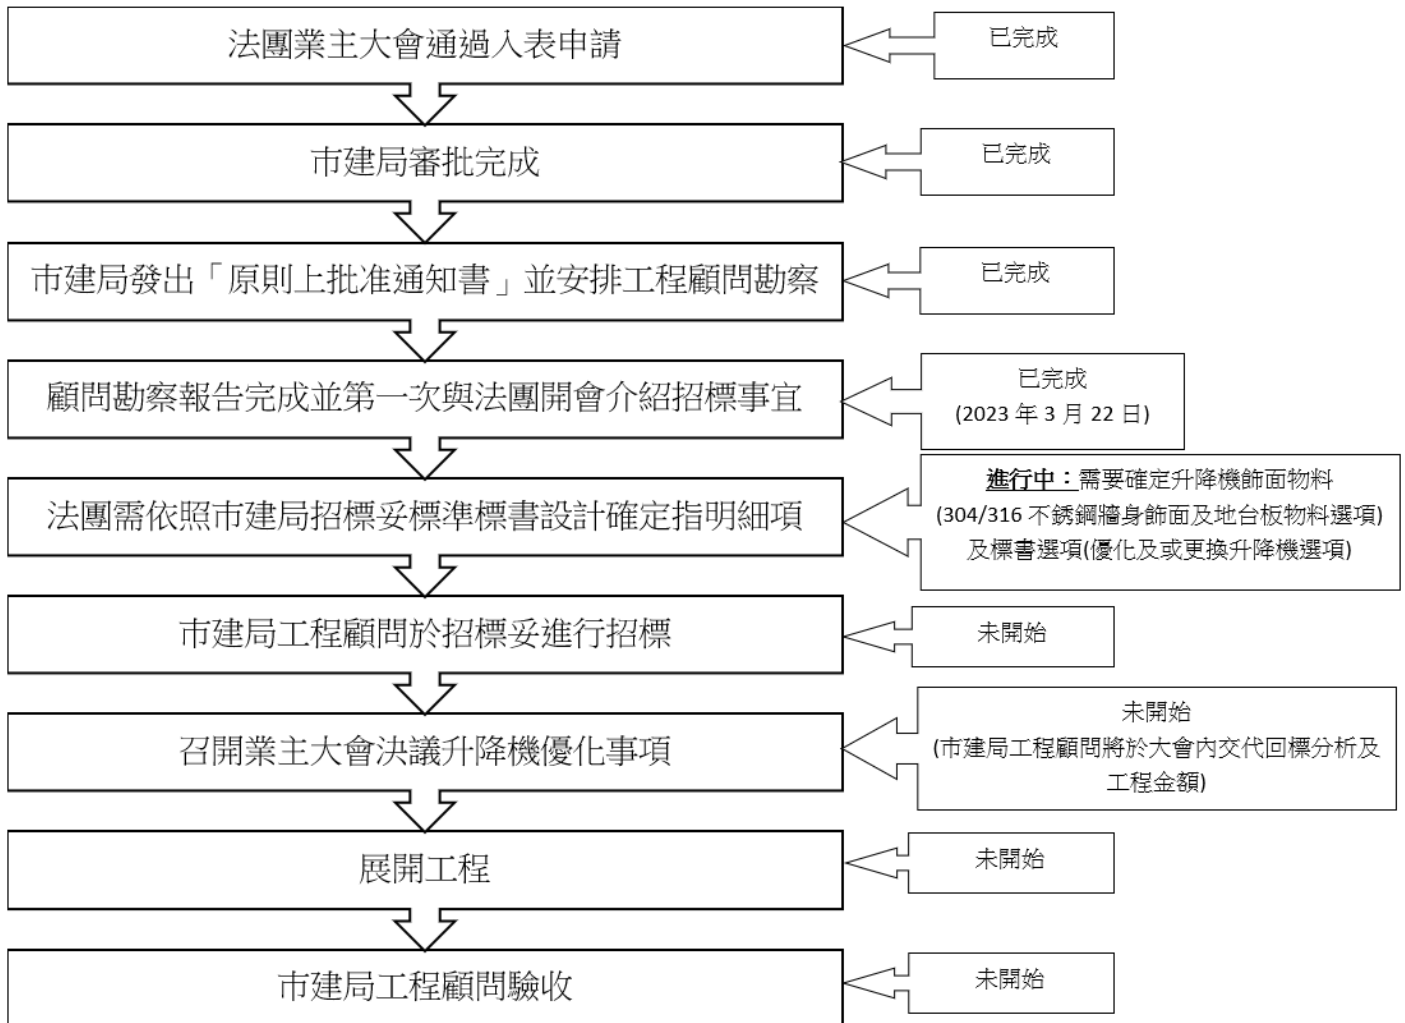 法團業主大會通過入表申請
已完成
市建局審批完成
已完成
市建局發出「原則上批准通知書」並安排工程顧問勘察
已完成
顧問勘察報告完成並第一次與法團開會介紹招標事宜
已完成
(2023 年 3 月 22 日)
法團需依照市建局招標妥標準標書設計確定指明細項
進行中：需要確定升降機飾面物料
(304/316 不銹鋼牆身飾面及地台板物料選項)
及標書選項(優化及或更換升降機選項)
市建局工程顧問於招標妥進行招標
未開始
召開業主大會決議升降機優化事項
未開始
(市建局工程顧問將於大會內交代回標分析及
工程金額)
展開工程
未開始
市建局工程顧問驗收
未開始